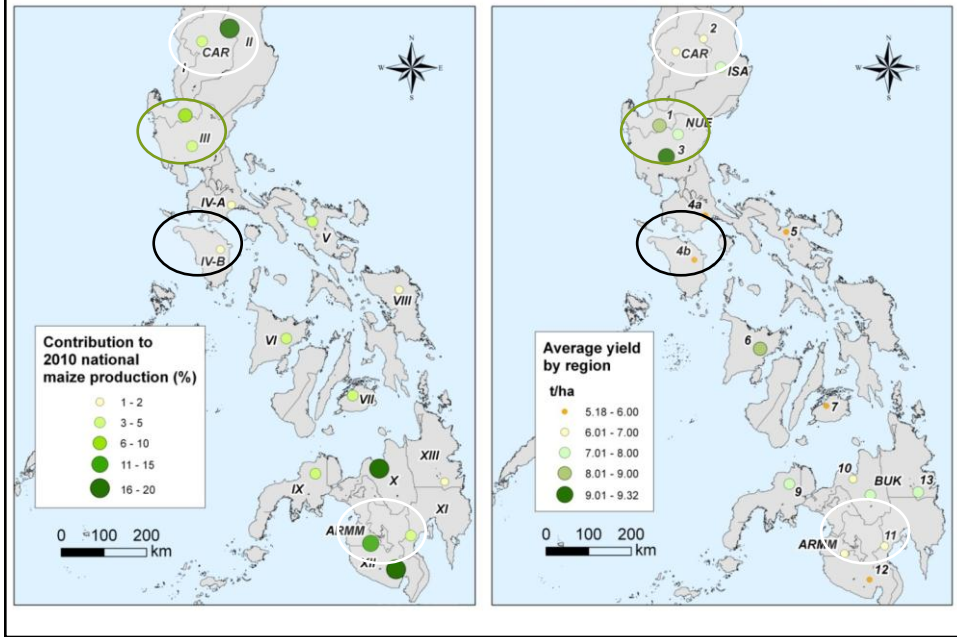 II
CAR
I
N
W E
S
III
IV-A
V
IV-B
VIII
Contribution to
2010 national
maize production (%)
1 - 2
3 - 5
6 - 10
11 - 15
16 - 20
VI
VII
XIII
IX
X
XI
ARMM
XII
0 100 200
km
2
CAR
ISA
N
W E
S
1
NUE
3
4a
5
4b
6
Average yield
by region
t/ha
5.18 - 6.00
6.01 - 7.00
7.01 - 8.00
8.01 - 9.00
9.01 - 9.32
7
10
BUK
13
9
11
ARMM
12
0 100 200
km